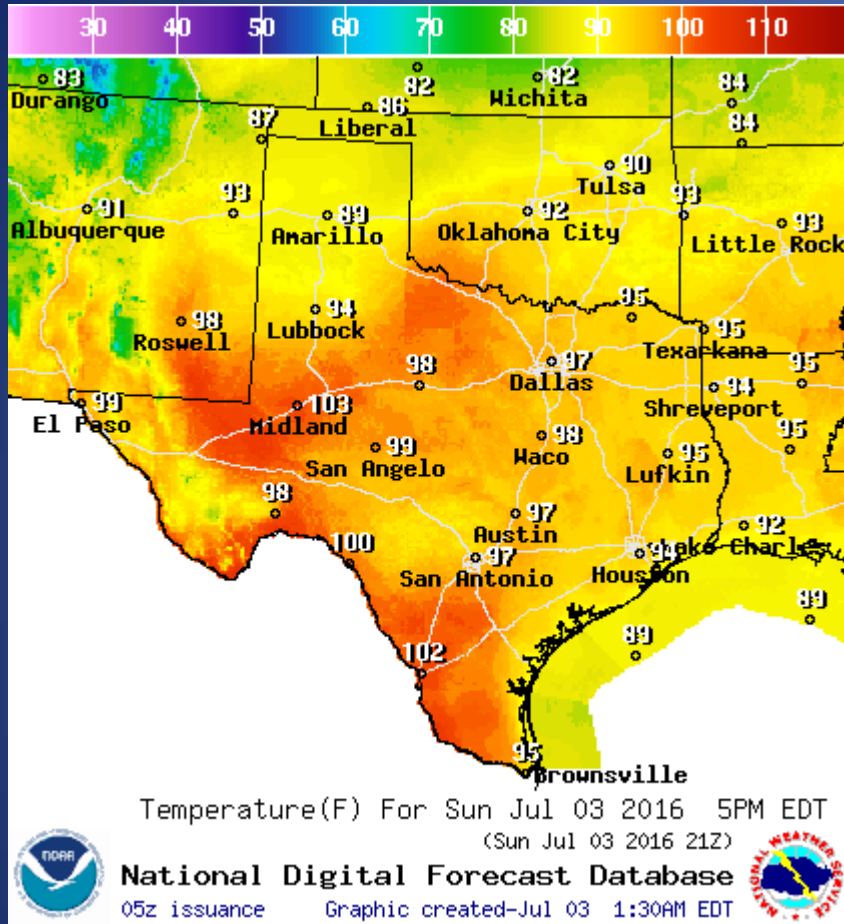 30 40 50 60 70 80 90 100 110
83
Durango
82
82
Wichita
84
86
Liberal
87
84
90
Tulsa
91
Albuquerque
93
89
Amarillo
92
Oklahoma City
93
93
Little Rock
98
Roswell
94
Lubbock
95
95
Texarkana
97
Dallas
98
95
94
Shreveport
99
El Paso
103
Midland
99
San Angelo
98
Waco
95
Lufkin
95
98
97
Austin
92
Lake Charles
100
97
San Antonio
94
Houston
89
89
102
95
Brownsville
Temperature(F) For Sun Jul 03 2016 5PM EDT
(Sun Jul 03 2016 21Z)
noaa
National Digital Forecast Database
05z issuance Graphic created-Jul 03 1:30AM EDT
NATIONAL WEATHER SERVICE